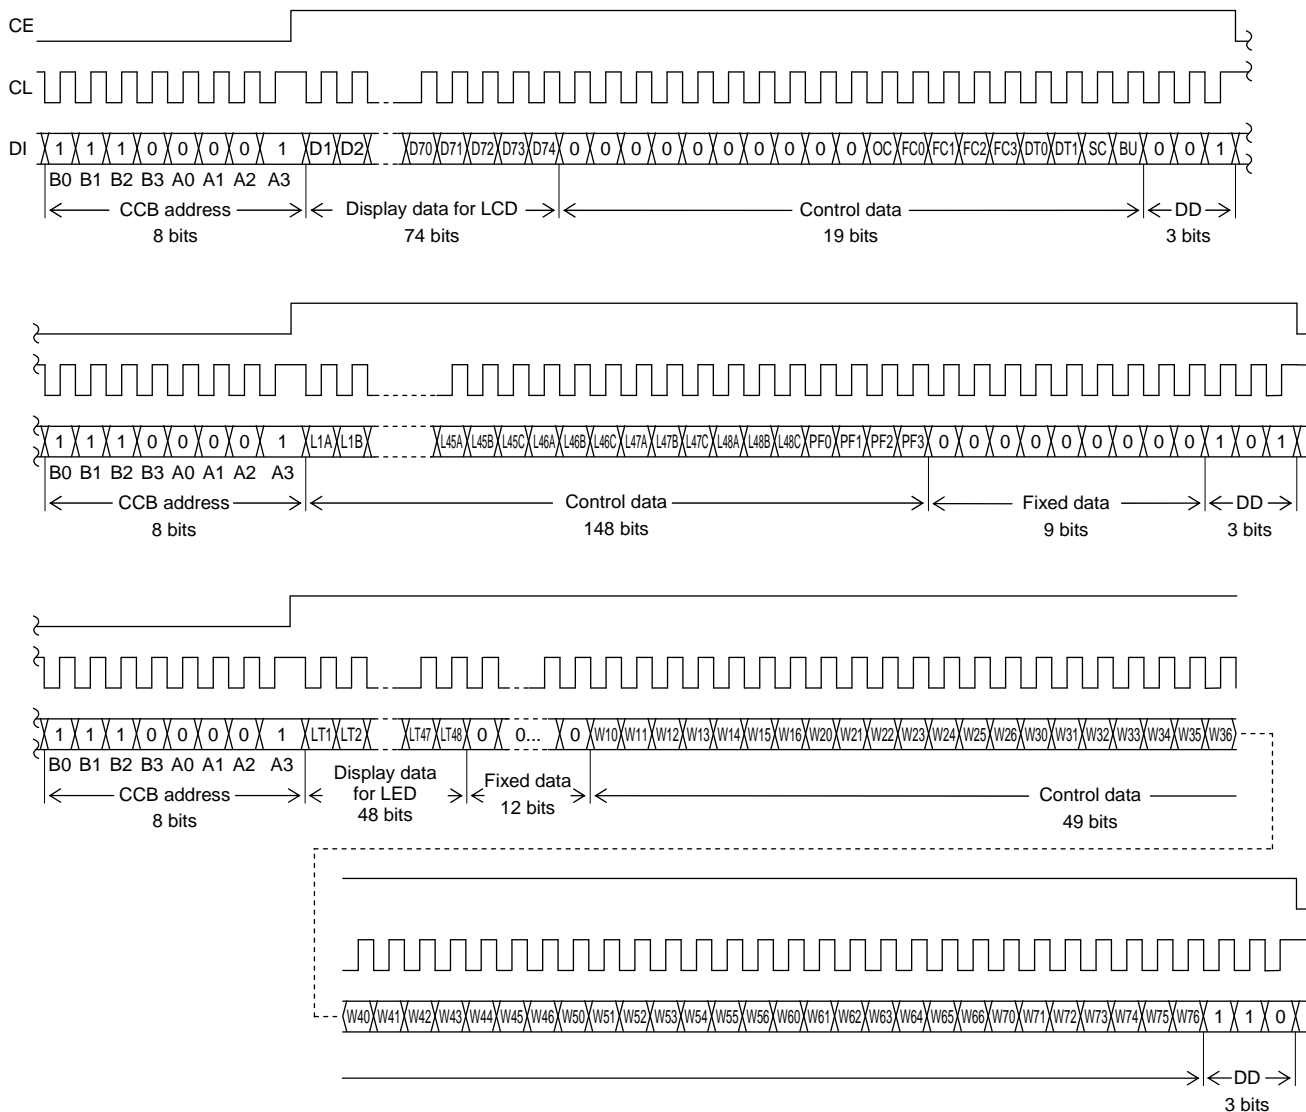 CE
CL
DI 1 1 1 0 0 0 0 1 D1 D2 D70 D71 D72 D73 D74 0 0 0 0 0 0 0 0 0 0 OC FC0 FC1 FC2 FC3 DT0 DT1 SC BU 0 0 1
B0 B1 B2 B3 A0 A1 A2 A3
CCB address Display data for LCD Control data DD
8 bits 74 bits 19 bits 3 bits
1 1 1 0 0 0 0 1 L1A L1B L45A L45B L45C L46A L46B L46C L47A L47B L47C L48A L48B L48C PF0 PF1 PF2 PF3 0 0 0 0 0 0 0 0 0 1 0 1
B0 B1 B2 B3 A0 A1 A2 A3
CCB address Control data Fixed data DD
8 bits 148 bits 9 bits 3 bits
1 1 1 0 0 0 0 1 LT1 LT2 LT47 LT48 0 0... 0 W10 W11 W12 W13 W14 W15 W16 W20 W21 W22 W23 W24 W25 W26 W30 W31 W32 W33 W34 W35 W36
B0 B1 B2 B3 A0 A1 A2 A3
CCB address Display data for LED Fixed data Control data
8 bits 48 bits 12 bits 49 bits
W40 W41 W42 W43 W44 W45 W46 W50 W51 W52 W53 W54 W55 W56 W60 W61 W62 W63 W64 W65 W66 W70 W71 W72 W73 W74 W75 W76 1 1 0
DD
3 bits